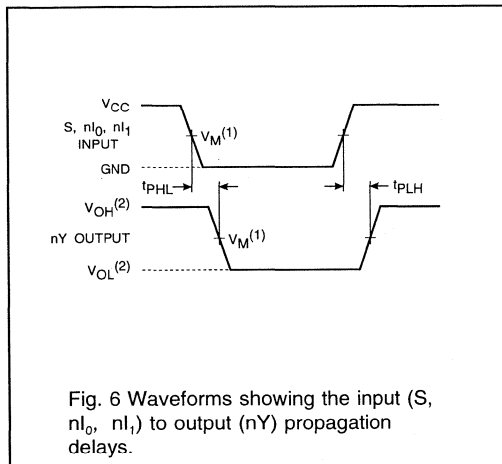 VCC
S, nI0, nI1
INPUT
VM(1)
GND
tPHL
tPLH
VOH(2)
nY OUTPUT
VM(1)
VOL(2)
Fig. 6 Waveforms showing the input (S,
nI0, nI1) to output (nY) propagation
delays.